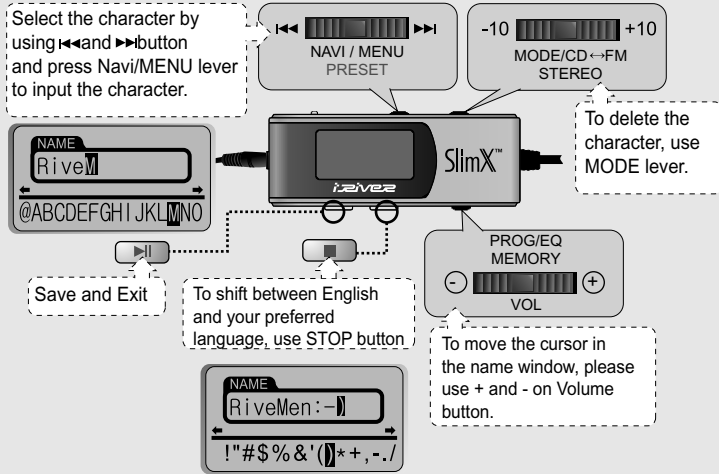 Select the character by
using ⏮and ⏭button
and press Navi/MENU lever
to input the character.
⏮ ⏭
NAVI / MENU
PRESET
-10 +10
MODE/CD↔FM
STEREO
To delete the
character, use
MODE lever.
NAME
RiveM
@ABCDEFGHIJKLMNO
iRiver
SlimX™
Save and Exit
To shift between English
and your preferred
language, use STOP button
PROG/EQ
MEMORY
- +
VOL
To move the cursor in
the name window, please
use + and - on Volume
button.
NAME
RiveMen:-)
!"#$%&'()*+,-./